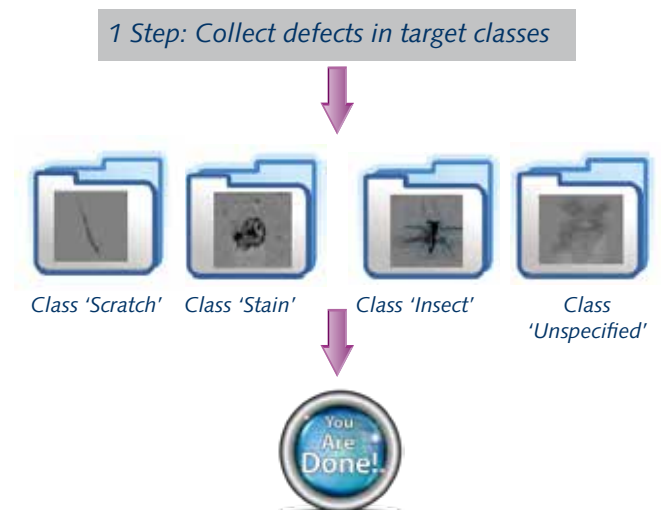 1 Step: Collect defects in target classes
Class ‘Scratch’
Class ‘Stain’
Class ‘Insect’
Class
‘Unspecified’
You
Are
Done!